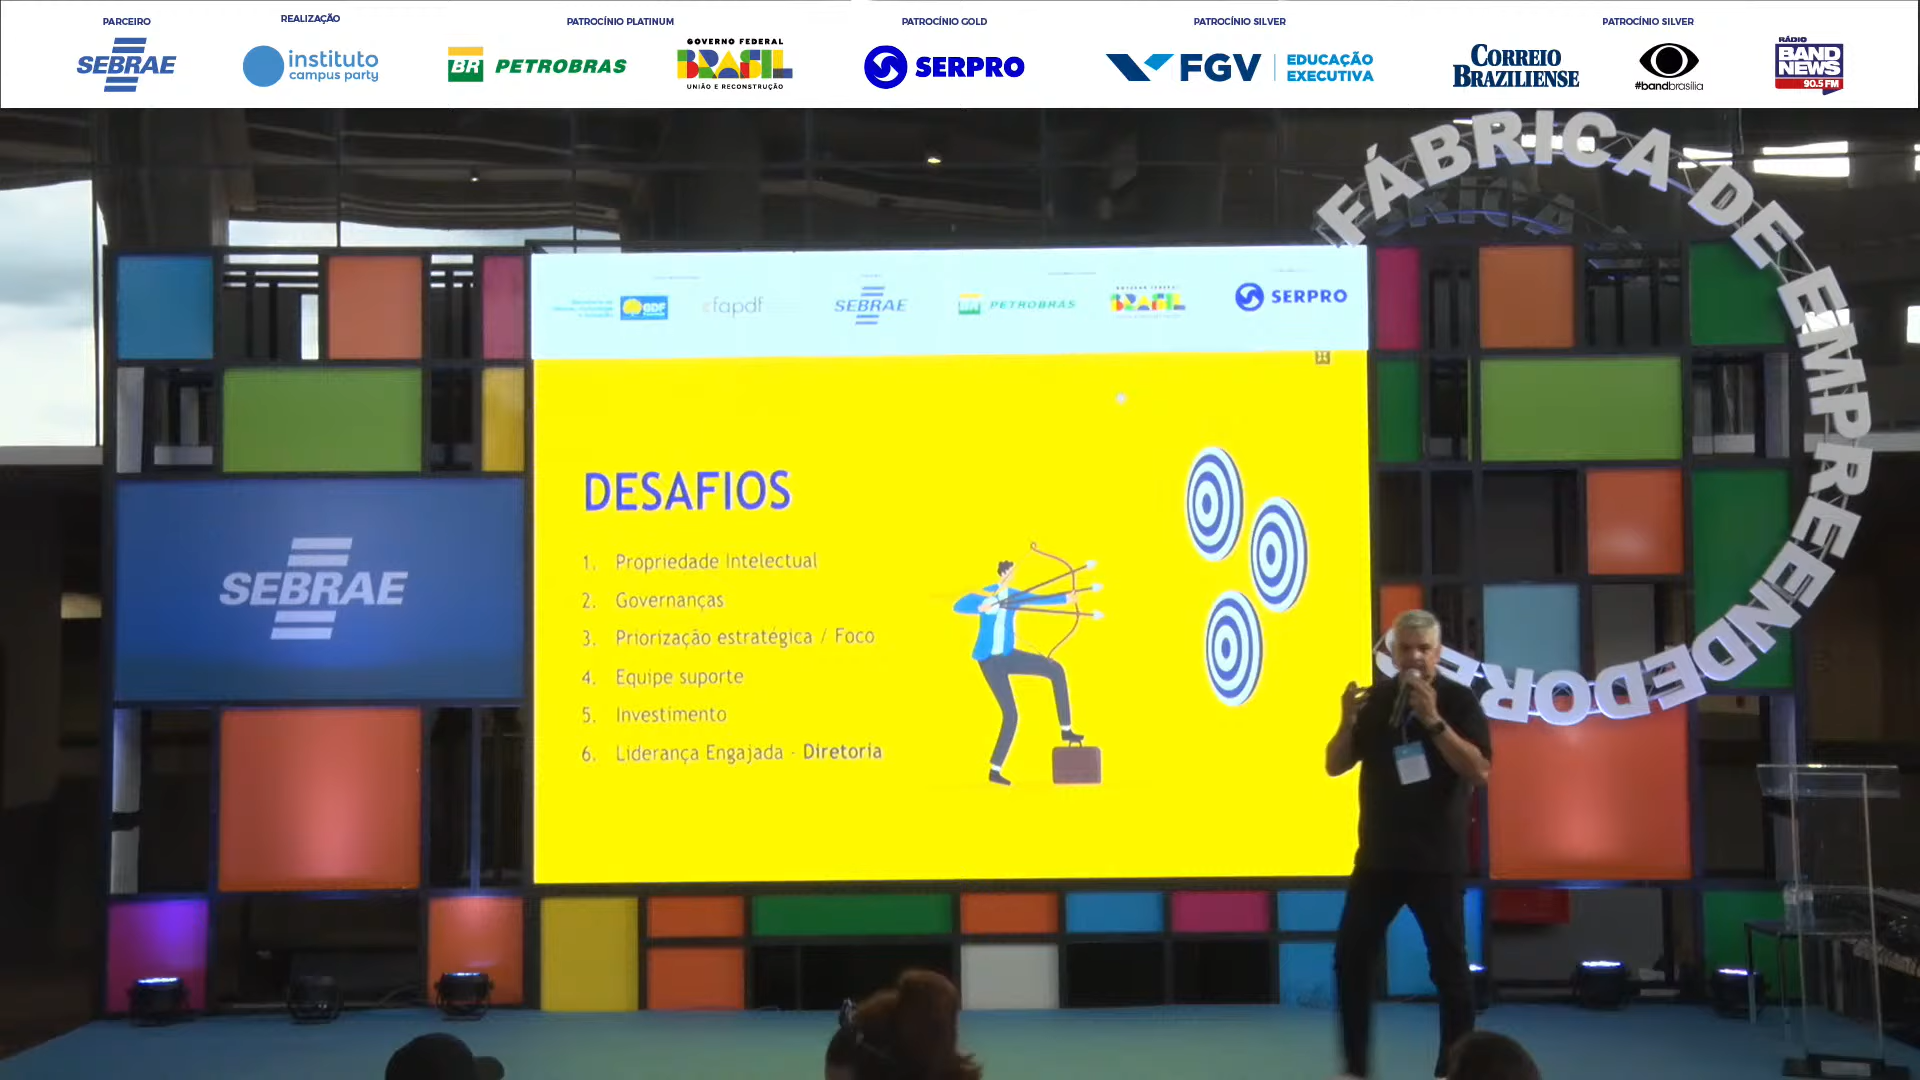 PARCEIRO
REALIZAÇÃO
PATROCÍNIO PLATINUM
PATROCÍNIO GOLD
PATROCÍNIO SILVER
PATROCÍNIO SILVER
SEBRAE
instituto
campus party
BR PETROBRAS
GOVERNO FEDERAL
BRASIL
UNIÃO E RECONSTRUÇÃO
SERPRO
FGV
EDUCAÇÃO
EXECUTIVA
CORREIO
BRAZILIENSE
#bandbrasilia
RÁDIO
BAND
NEWS
90.5 FM
FÁBRICA DE EMPREENDEDORES
GDF
fapdf
SEBRAE
BR PETROBRAS
BRASIL
SERPRO
DESAFIOS
1. Propriedade Intelectual
2. Governanças
3. Priorização estratégica / Foco
4. Equipe suporte
5. Investimento
6. Liderança Engajada - Diretoria
SEBRAE